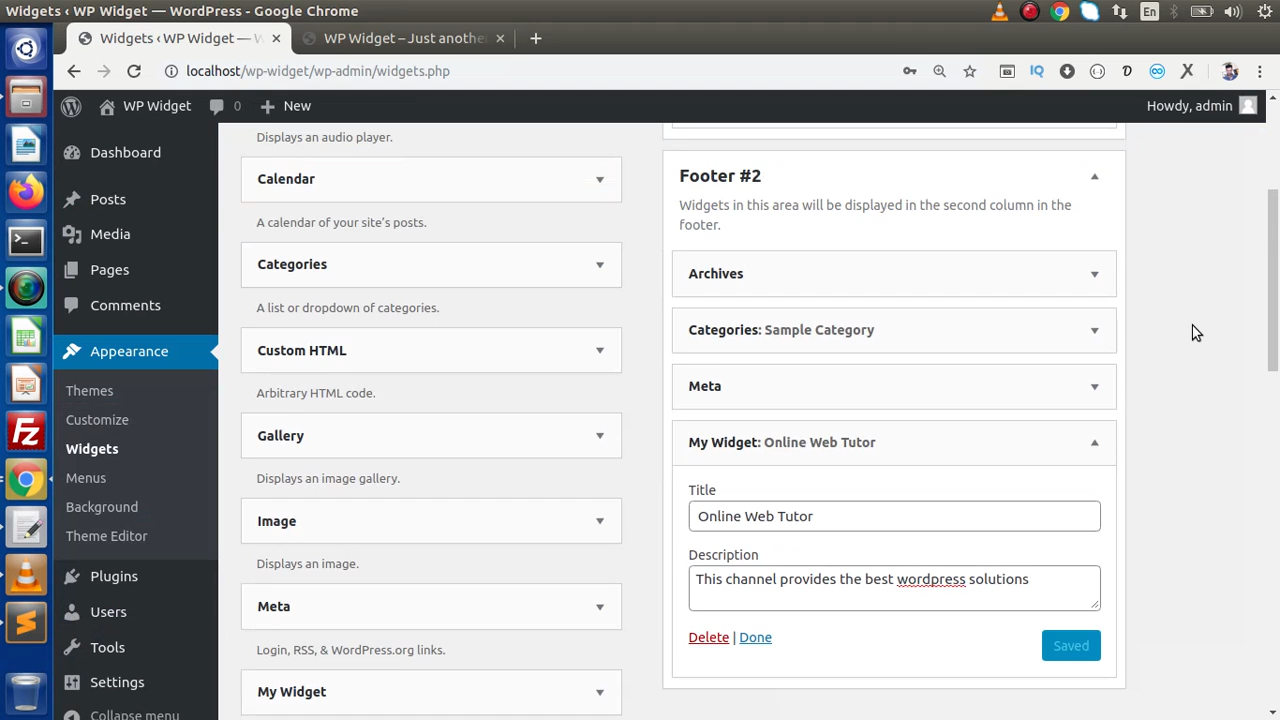 Widgets ‹ WP Widget — WordPress - Google Chrome
En
Widgets ‹ WP Widget — W
WP Widget – Just another
localhost/wp-widget/wp-admin/widgets.php
WP Widget
0
New
Howdy, admin
Dashboard
Posts
Media
Pages
Comments
Appearance
Themes
Customize
Widgets
Menus
Background
Theme Editor
Plugins
Users
Tools
Settings
Collapse menu
Displays an audio player.
Calendar
A calendar of your site's posts.
Categories
A list or dropdown of categories.
Custom HTML
Arbitrary HTML code.
Gallery
Displays an image gallery.
Image
Displays an image.
Meta
Login, RSS, & WordPress.org links.
My Widget
Footer #2
Widgets in this area will be displayed in the second column in the
footer.
Archives
Categories: Sample Category
Meta
My Widget: Online Web Tutor
Title
Online Web Tutor
Description
This channel provides the best wordpress solutions
Delete | Done
Saved